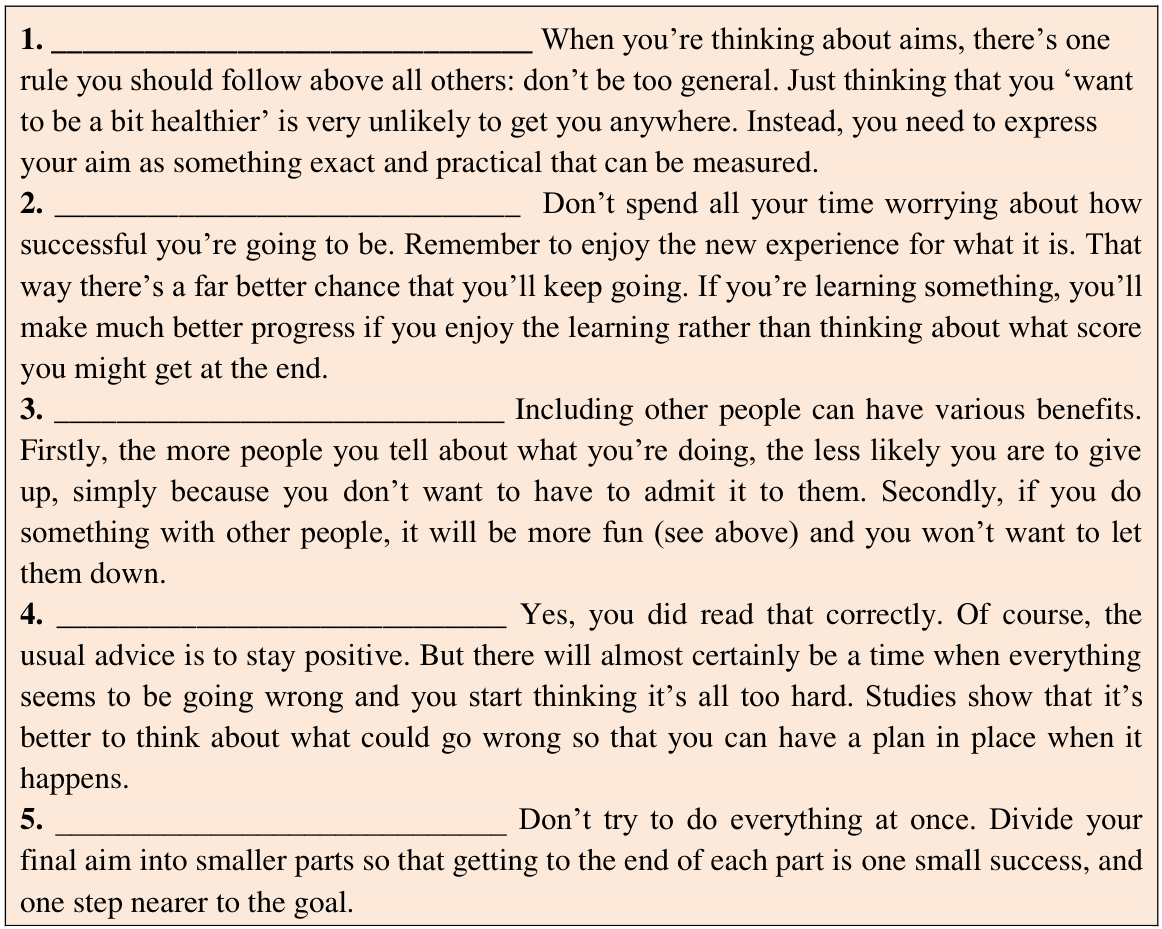 1. ________________________________ When you’re thinking about aims, there’s one
rule you should follow above all others: don’t be too general. Just thinking that you ‘want
to be a bit healthier’ is very unlikely to get you anywhere. Instead, you need to express
your aim as something exact and practical that can be measured.
2. _______________________________ Don’t spend all your time worrying about how
successful you’re going to be. Remember to enjoy the new experience for what it is. That
way there’s a far better chance that you’ll keep going. If you’re learning something, you’ll
make much better progress if you enjoy the learning rather than thinking about what score
you might get at the end.
3. ______________________________ Including other people can have various benefits.
Firstly, the more people you tell about what you’re doing, the less likely you are to give
up, simply because you don’t want to have to admit it to them. Secondly, if you do
something with other people, it will be more fun (see above) and you won’t want to let
them down.
4. ______________________________ Yes, you did read that correctly. Of course, the
usual advice is to stay positive. But there will almost certainly be a time when everything
seems to be going wrong and you start thinking it’s all too hard. Studies show that it’s
better to think about what could go wrong so that you can have a plan in place when it
happens.
5. ______________________________ Don’t try to do everything at once. Divide your
final aim into smaller parts so that getting to the end of each part is one small success, and
one step nearer to the goal.